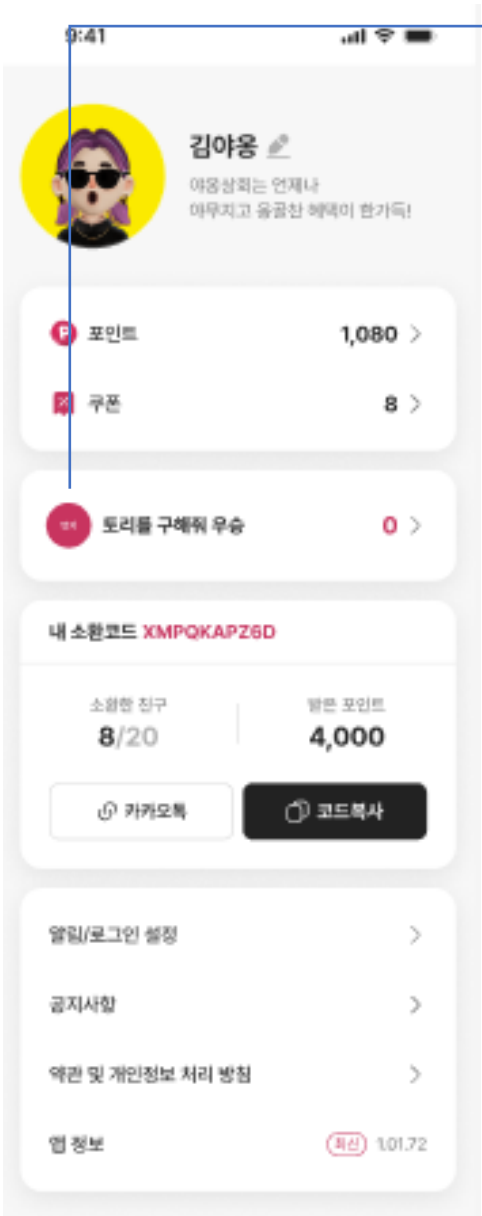 9:41
김야옹
야옹상회는 언제나
야무지고 옹골찬 혜택이 한가득!
P 포인트 1,080
쿠폰 8
토리를 구해줘 우승 0
내 소환코드 XMPQKAPZ6D
소환한 친구 받은 포인트
8/20 4,000
카카오톡 코드복사
알림/로그인 설정
공지사항
약관 및 개인정보 처리 방침
앱 정보 최신 1.01.72